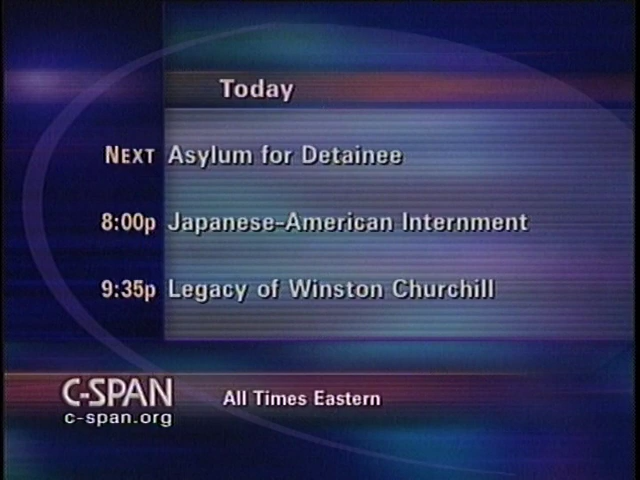 Today
NEXT Asylum for Detainee
8:00p Japanese-American Internment
9:35p Legacy of Winston Churchill
C-SPAN
c-span.org
All Times Eastern